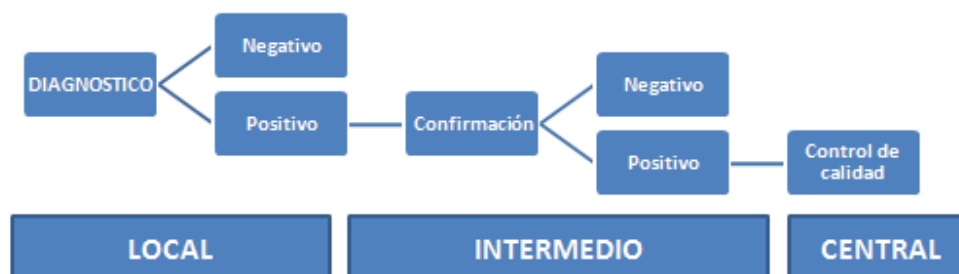 DIAGNOSTICO
Negativo
Positivo
Confirmación
Negativo
Positivo
Control de
calidad
LOCAL
INTERMEDIO
CENTRAL